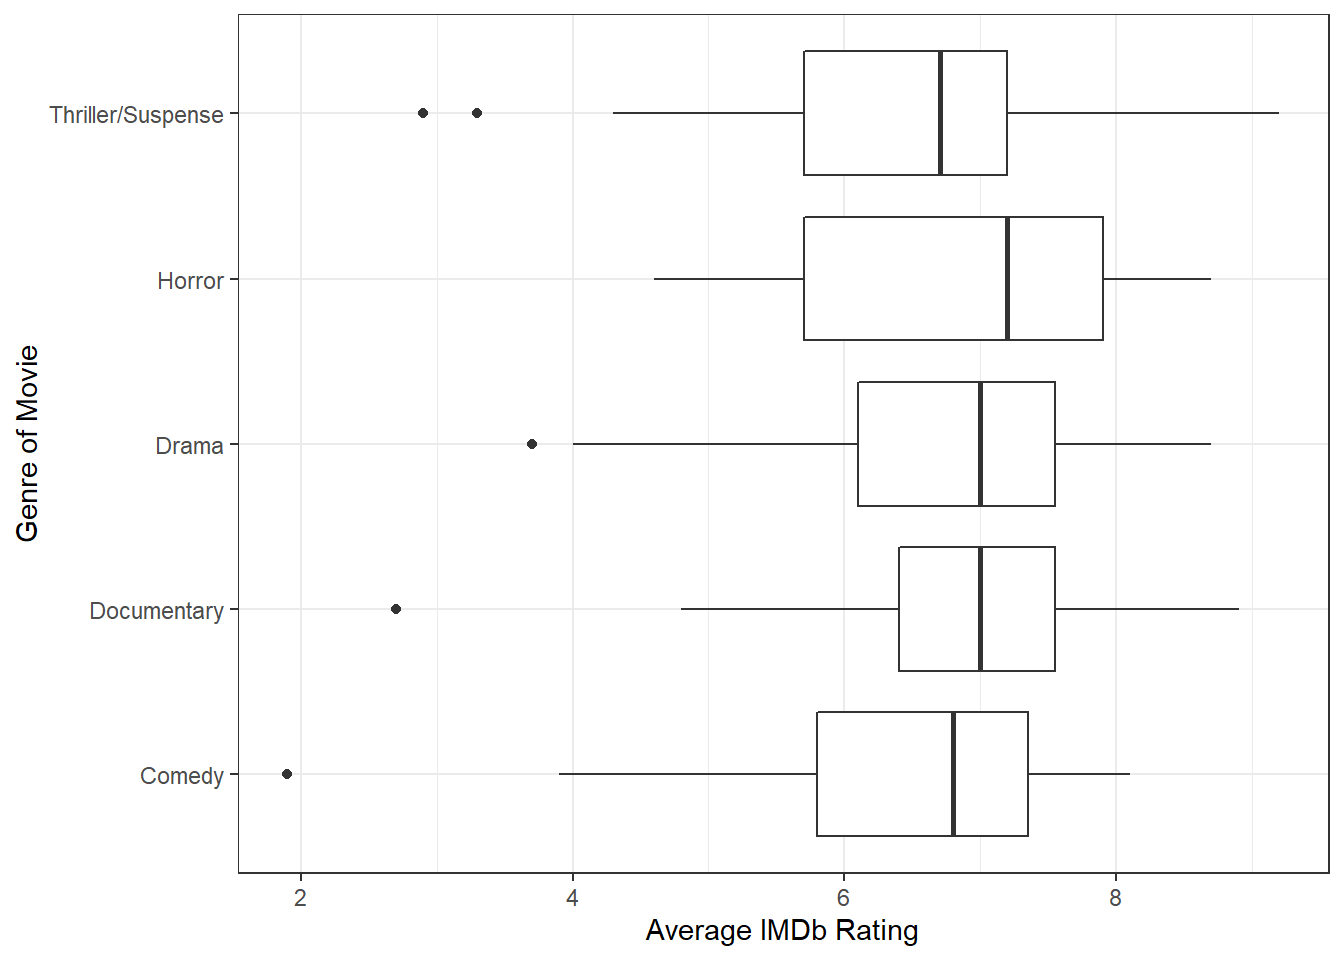 Thriller/Suspense
Horror
Drama
Documentary
Comedy
Genre of Movie
2 4 6 8
Average IMDb Rating